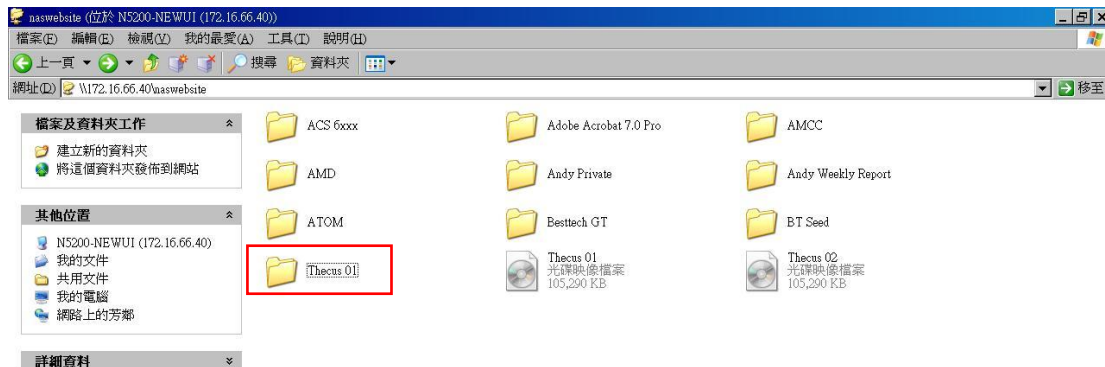 naswebsite (位於 N5200-NEWUI (172.16.66.40))
檔案(F) 編輯(E) 檢視(V) 我的最愛(A) 工具(T) 說明(H)
上一頁 搜尋 資料夾
網址(D) \\172.16.66.40\naswebsite 移至
檔案及資料夾工作
建立新的資料夾
將這個資料夾發佈到網站
其他位置
N5200-NEWUI (172.16.66.40)
我的文件
共用文件
我的電腦
網路上的芳鄰
詳細資料
ACS 6xxx
Adobe Acrobat 7.0 Pro
AMCC
AMD
Andy Private
Andy Weekly Report
ATOM
Besttech GT
BT Seed
Thecus 01
Thecus 01
光碟映像檔案
105,290 KB
Thecus 02
光碟映像檔案
105,290 KB